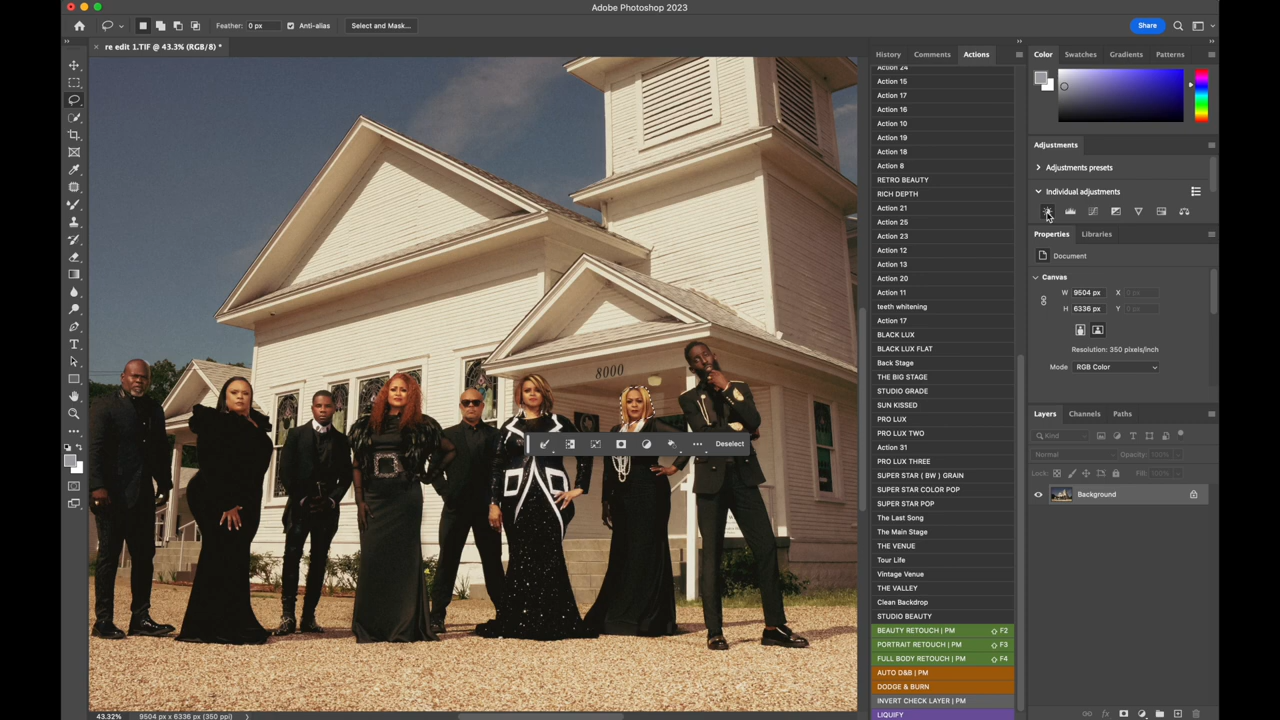 Adobe Photoshop 2023
Feather: 0 px
Anti-alias
Select and Mask...
Share
re edit 1.TIF @ 43.3% (RGB/8) *
History
Comments
Actions
Action 24
Action 15
Action 17
Action 16
Action 10
Action 19
Action 18
Action 8
RETRO BEAUTY
RICH DEPTH
Action 21
Action 25
Action 23
Action 12
Action 13
Action 20
Action 11
teeth whitening
Action 17
BLACK LUX
BLACK LUX FLAT
Back Stage
THE BIG STAGE
STUDIO GRADE
SUN KISSED
PRO LUX
PRO LUX TWO
Action 31
PRO LUX THREE
SUPER STAR ( BW ) GRAIN
SUPER STAR COLOR POP
SUPER STAR POP
The Last Song
The Main Stage
THE VENUE
Tour Life
Vintage Venue
THE VALLEY
Clean Backdrop
STUDIO BEAUTY
BEAUTY RETOUCH | PM F2
PORTRAIT RETOUCH | PM F3
FULL BODY RETOUCH | PM F4
AUTO D&B | PM
DODGE & BURN
INVERT CHECK LAYER | PM
LIQUIFY
Color
Swatches
Gradients
Patterns
Adjustments
Adjustments presets
Individual adjustments
Properties
Libraries
Document
Canvas
W 9504 px X 0 px
H 6336 px Y 0 px
Resolution: 350 pixels/inch
Mode RGB Color
Layers
Channels
Paths
Kind
Normal Opacity: 100%
Lock: Fill: 100%
Background
8000
Deselect
43.32% 9504 px x 6336 px (350 ppi)